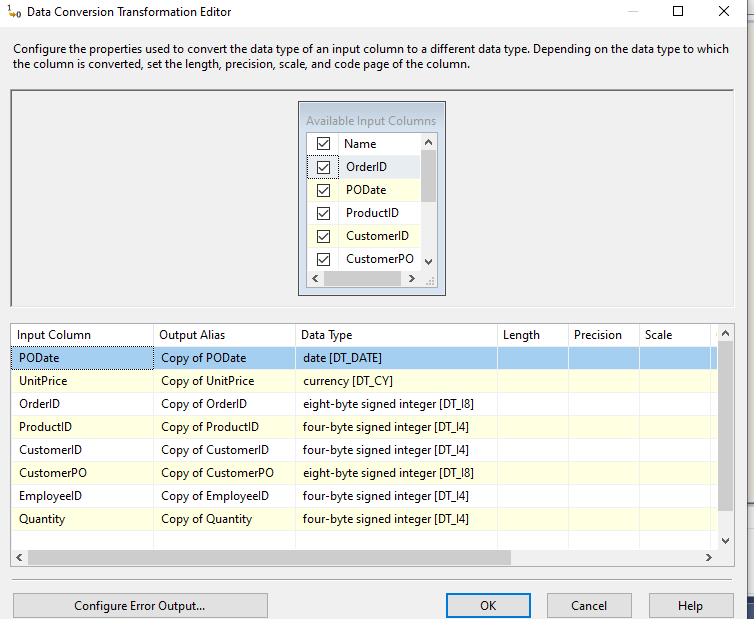 Data Conversion Transformation Editor
Configure the properties used to convert the data type of an input column to a different data type. Depending on the data type to which
the column is converted, set the length, precision, scale, and code page of the column.
Available Input Columns
Name
OrderID
PODate
ProductID
CustomerID
CustomerPO
Input Column Output Alias Data Type Length Precision Scale
PODate Copy of PODate date [DT_DATE]
UnitPrice Copy of UnitPrice currency [DT_CY]
OrderID Copy of OrderID eight-byte signed integer [DT_I8]
ProductID Copy of ProductID four-byte signed integer [DT_I4]
CustomerID Copy of CustomerID four-byte signed integer [DT_I4]
CustomerPO Copy of CustomerPO eight-byte signed integer [DT_I8]
EmployeeID Copy of EmployeeID four-byte signed integer [DT_I4]
Quantity Copy of Quantity four-byte signed integer [DT_I4]
Configure Error Output... OK Cancel Help